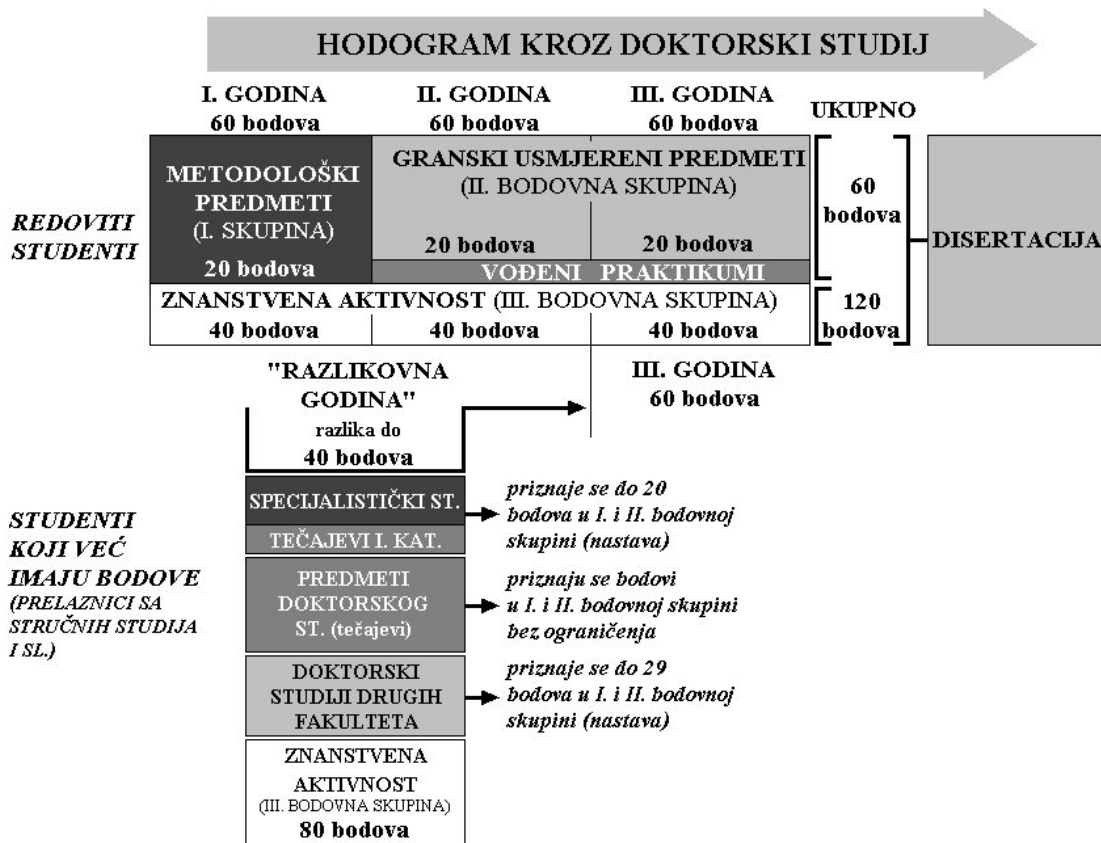 HODOGRAM KROZ DOKTORSKI STUDIJ
I. GODINA
60 bodova
II. GODINA
60 bodova
III. GODINA
60 bodova
UKUPNO
REDOVITI
STUDENTI
METODOLOŠKI
PREDMETI
(I. SKUPINA)
20 bodova
GRANSKI USMJERENI PREDMETI
(II. BODOVNA SKUPINA)
20 bodova
20 bodova
VOĐENI PRAKTIKUMI
ZNANSTVENA AKTIVNOST (III. BODOVNA SKUPINA)
40 bodova
40 bodova
40 bodova
60
bodova
120
bodova
DISERTACIJA
"RAZLIKOVNA
GODINA"
razlika do
40 bodova
III. GODINA
60 bodova
STUDENTI
KOJI VEĆ
IMAJU BODOVE
(PRELAZNICI SA
STRUČNIH STUDIJA
I SL.)
SPECIJALISTIČKI ST.
TEČAJEVI I. KAT.
priznaje se do 20
bodova u I. i II. bodovnoj
skupini (nastava)
PREDMETI
DOKTORSKOG
ST. (tečajevi)
priznaju se bodovi
u I. i II. bodovnoj skupini
bez ograničenja
DOKTORSKI
STUDIJI DRUGIH
FAKULTETA
priznaje se do 29
bodova u I. i II. bodovnoj
skupini (nastava)
ZNANSTVENA
AKTIVNOST
(III. BODOVNA SKUPINA)
80 bodova